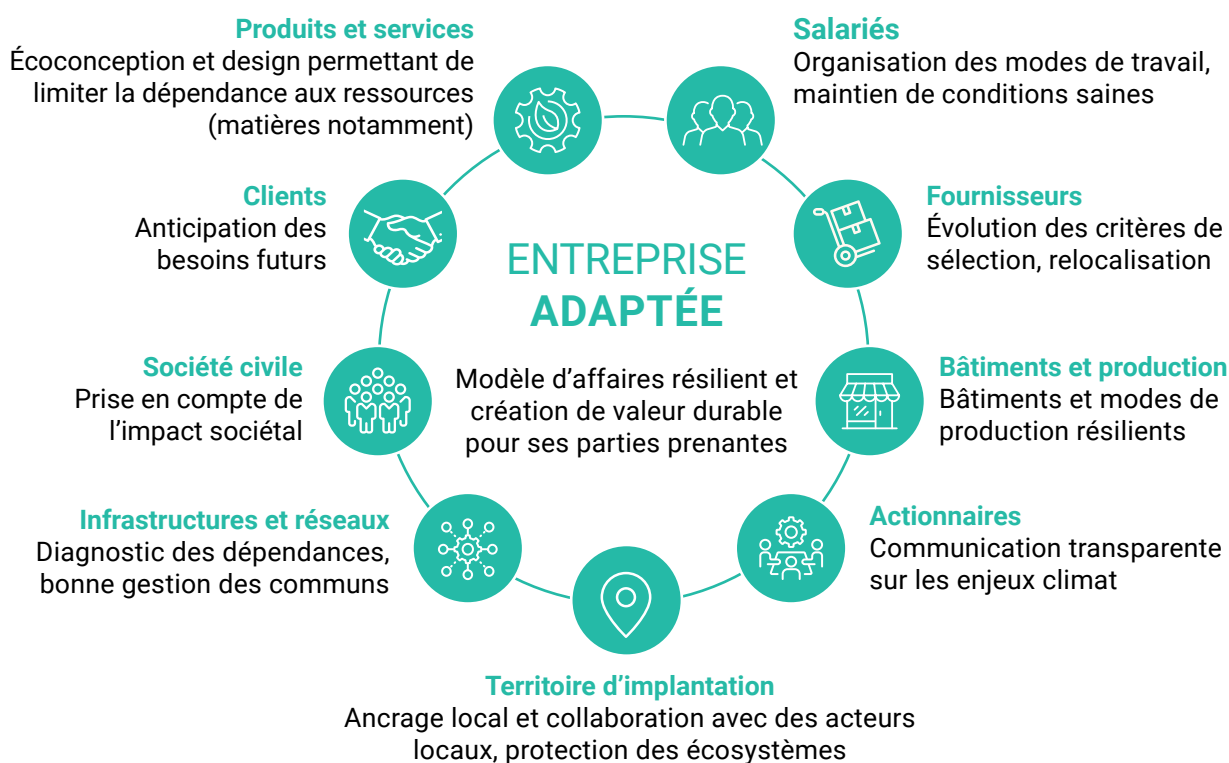 Produits et services
Écoconception et design permettant de
limiter la dépendance aux ressources
(matières notamment)
Salariés
Organisation des modes de travail,
maintien de conditions saines
Clients
Anticipation des
besoins futurs
Fournisseurs
Évolution des critères de
sélection, relocalisation
ENTREPRISE
ADAPTÉE
Modèle d’affaires résilient et
création de valeur durable
pour ses parties prenantes
Société civile
Prise en compte de
l’impact sociétal
Bâtiments et production
Bâtiments et modes de
production résilients
Infrastructures et réseaux
Diagnostic des dépendances,
bonne gestion des communs
Actionnaires
Communication transparente
sur les enjeux climat
Territoire d’implantation
Ancrage local et collaboration avec des acteurs
locaux, protection des écosystèmes